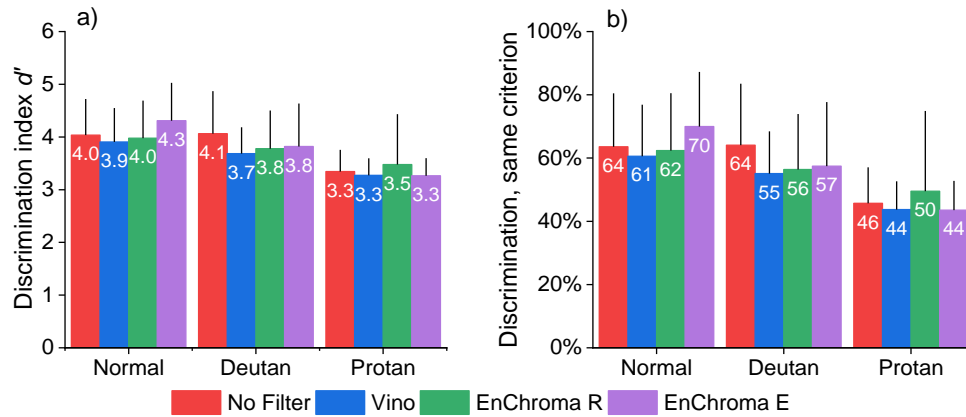 a)
Discrimination index d′
6
5
4
3
2
1
0
4.0 3.9 4.0 4.3 4.1 3.7 3.8 3.8 3.3 3.3 3.5 3.3
Normal Deutan Protan
b)
Discrimination, same criterion
100%
80%
60%
40%
20%
0%
64 61 62 70 64 55 56 57 46 44 50 44
Normal Deutan Protan
No Filter Vino EnChroma R EnChroma E